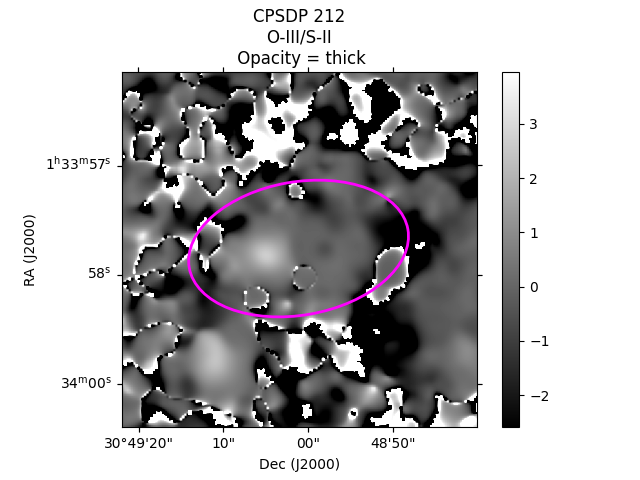 CPSDP 212
O-III/S-II
Opacity = thick
3
1h33m57s
2
RA (J2000)
1
58s
0
−1
34m00s
−2
30°49'20" 10" 00" 48'50"
Dec (J2000)